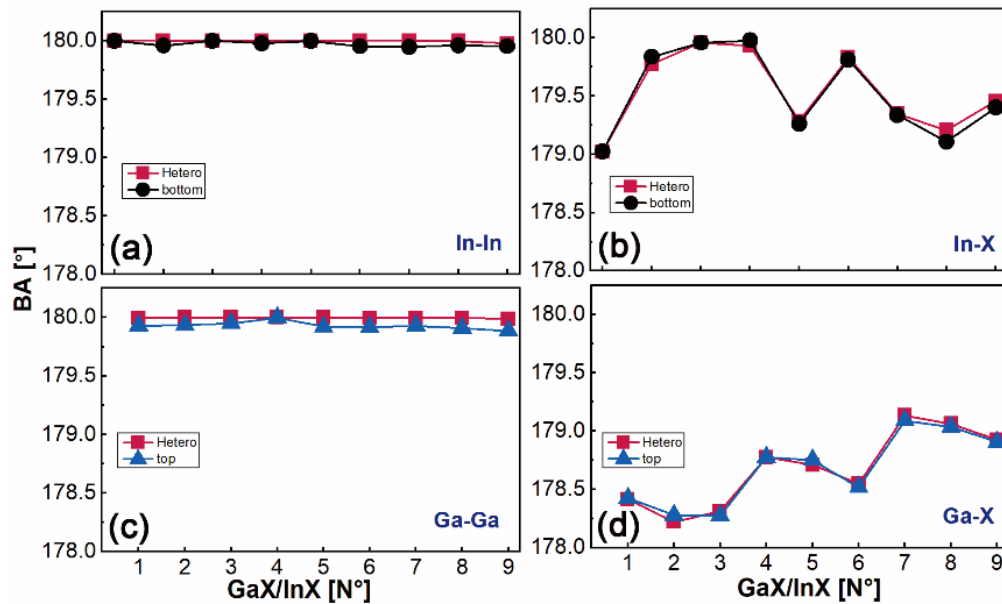 180.0
179.5
179.0
178.5
178.0
Hetero
bottom
(a)
In-In
180.0
179.5
179.0
178.5
178.0
Hetero
bottom
(b)
In-X
BA [°]
180.0
179.5
179.0
178.5
178.0
Hetero
top
(c)
Ga-Ga
1 2 3 4 5 6 7 8 9
GaX/InX [N°]
180.0
179.5
179.0
178.5
178.0
Hetero
top
(d)
Ga-X
1 2 3 4 5 6 7 8 9
GaX/InX [N°]